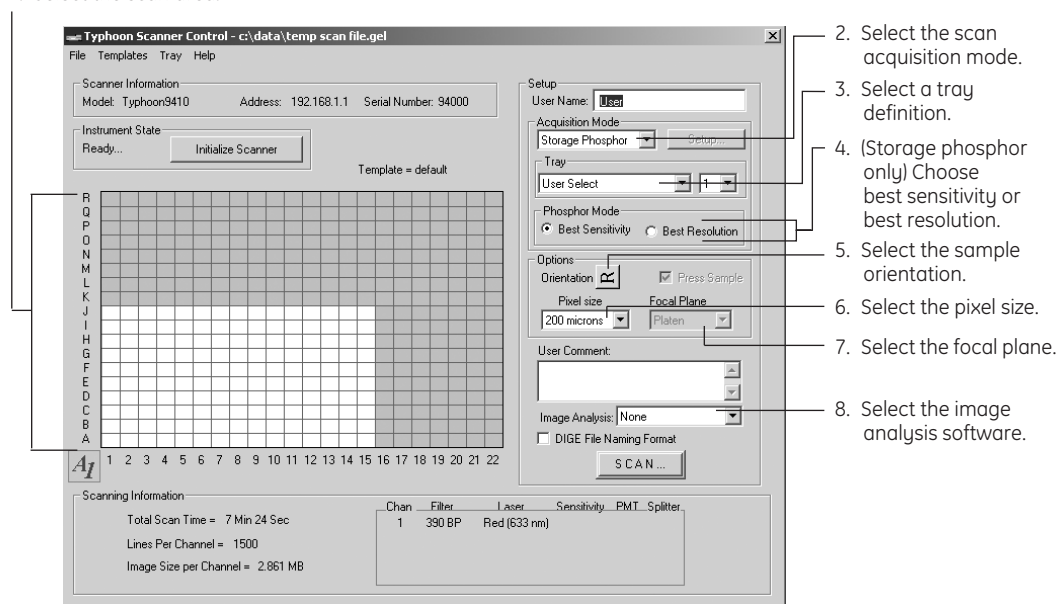 Typhoon Scanner Control - c:\data\temp scan file.gel
File Templates Tray Help
Scanner Information
Model: Typhoon9410 Address: 192.168.1.1 Serial Number: 94000
Instrument State
Ready... Initialize Scanner
Template = default
R
Q
P
O
N
M
L
K
J
I
H
G
F
E
D
C
B
A
A1 1 2 3 4 5 6 7 8 9 10 11 12 13 14 15 16 17 18 19 20 21 22
Setup
User Name: User
Acquisition Mode
Storage Phosphor Setup...
Tray
User Select 1
Phosphor Mode
Best Sensitivity Best Resolution
Options
Orientation R Press Sample
Pixel size Focal Plane
200 microns Platen
User Comment:
Image Analysis: None
DIGE File Naming Format
SCAN...
Scanning Information
Total Scan Time = 7 Min 24 Sec
Lines Per Channel = 1500
Image Size per Channel = 2.861 MB
Chan Filter Laser Sensitivity PMT Splitter
1 390 BP Red (633 nm)
2. Select the scan
acquisition mode.
3. Select a tray
definition.
4. (Storage phosphor
only) Choose
best sensitivity or
best resolution.
5. Select the sample
orientation.
6. Select the pixel size.
7. Select the focal plane.
8. Select the image
analysis software.